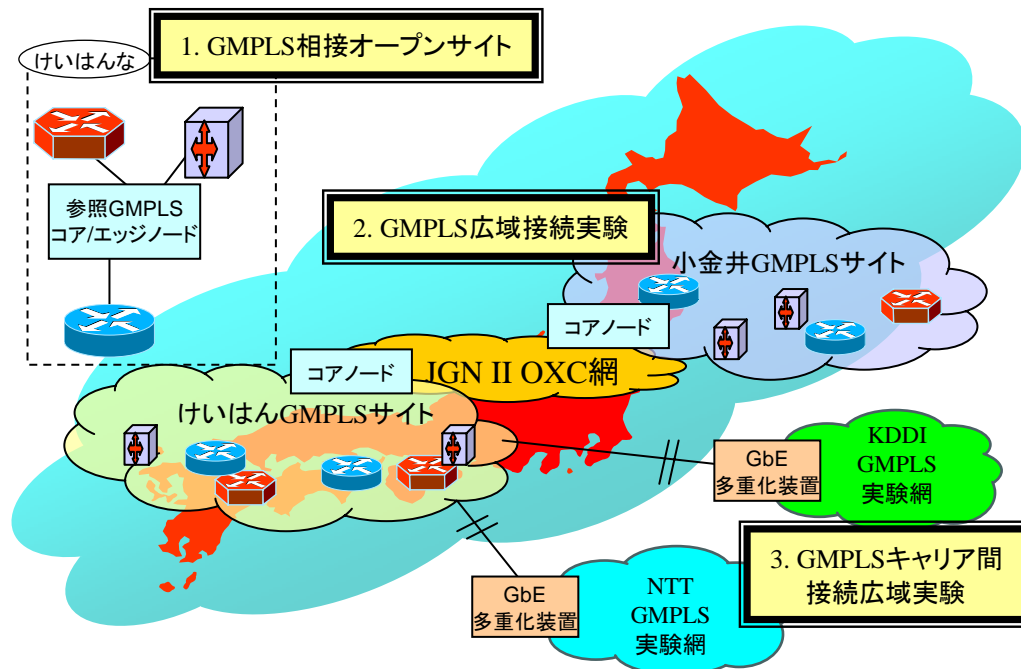 1. GMPLS相接オープンサイト
けいはんな
参照GMPLS
コア/エッジノード
2. GMPLS広域接続実験
小金井GMPLSサイト
コアノード
JGN II OXC網
コアノード
けいはんGMPLSサイト
KDDI
GMPLS
実験網
GbE
多重化装置
3. GMPLSキャリア間
接続広域実験
GbE
多重化装置
NTT
GMPLS
実験網